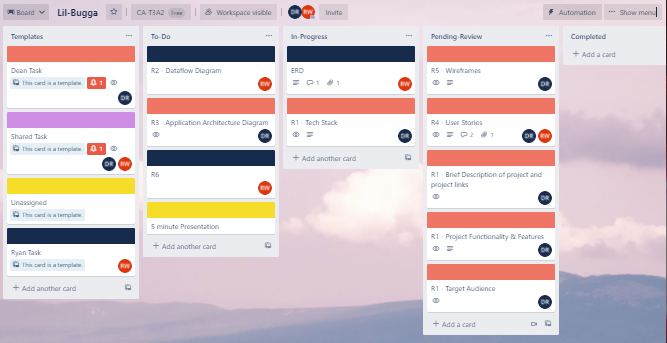 Board
Lil-Bugga
CA-T3A2
Free
Workspace visible
DR
RW
Invite
Automation
Show menu
Templates
Dean Task
This card is a template.
1
DR
Shared Task
This card is a template.
1
DR
RW
Unassigned
This card is a template.
Ryan Task
This card is a template.
RW
Add another card
To-Do
R2 - Dataflow Diagram
RW
R3 - Application Architecture Diagram
DR
R6
RW
5 minute Presentation
Add another card
In-Progress
ERD
1
1
RW
R1 - Tech Stack
DR
Add another card
Pending-Review
R5 - Wireframes
DR
R4 - User Stories
2
1
DR
RW
R1 - Brief Description of project and
project links
DR
R1 - Project Functionality & Features
DR
R1 - Target Audience
DR
Add a card
Completed
Add a card